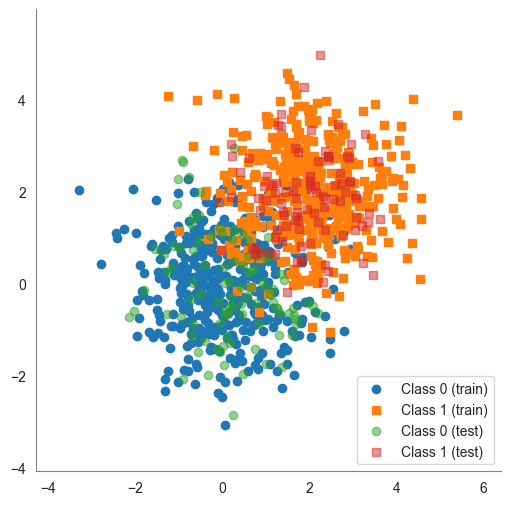 4
2
0
−2
−4
−4
−2
0
2
4
6
Class 0 (train)
Class 1 (train)
Class 0 (test)
Class 1 (test)